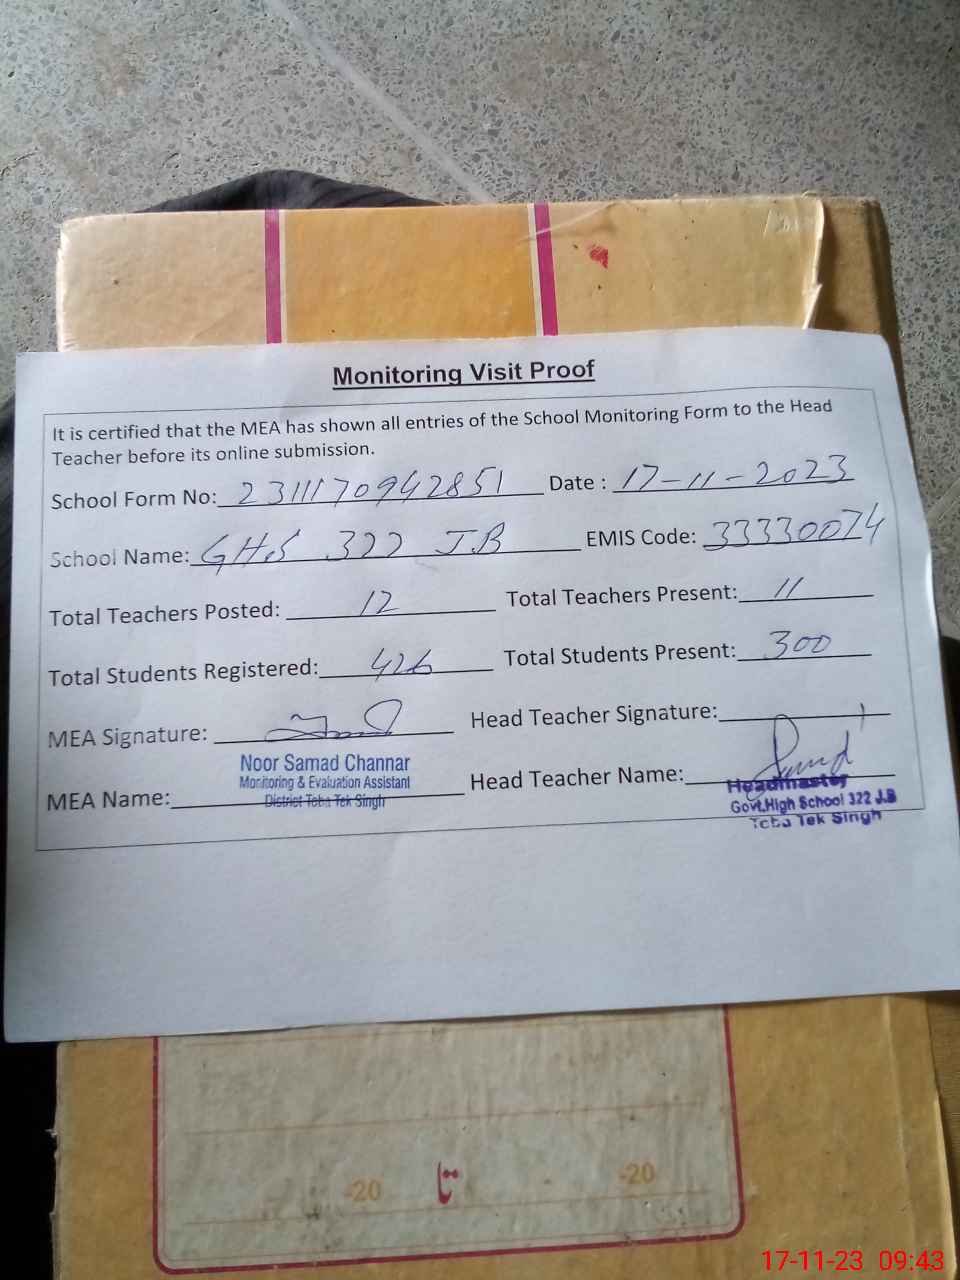 Monitoring Visit Proof
It is certified that the MEA has shown all entries of the School Monitoring Form to the Head
Teacher before its online submission.
School Form No: 2311170942851 Date : 17-11-2023
School Name: GHS 322 J.B EMIS Code: 33330074
Total Teachers Posted: 12 Total Teachers Present: 11
Total Students Registered: 426 Total Students Present: 300
MEA Signature: Head Teacher Signature:
Noor Samad Channar
Monitoring & Evaluation Assistant
District Toba Tek Singh
MEA Name: Head Teacher Name:
Headmaster
Govt.High School 322 J.B
Toba Tek Singh
-20 تا -20
17-11-23 09:43